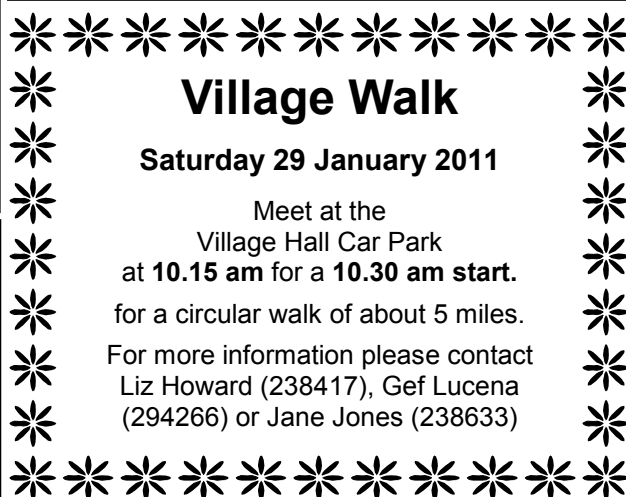 Village Walk
Saturday 29 January 2011
Meet at the
Village Hall Car Park
at 10.15 am for a 10.30 am start.
for a circular walk of about 5 miles.
For more information please contact
Liz Howard (238417), Gef Lucena
(294266) or Jane Jones (238633)